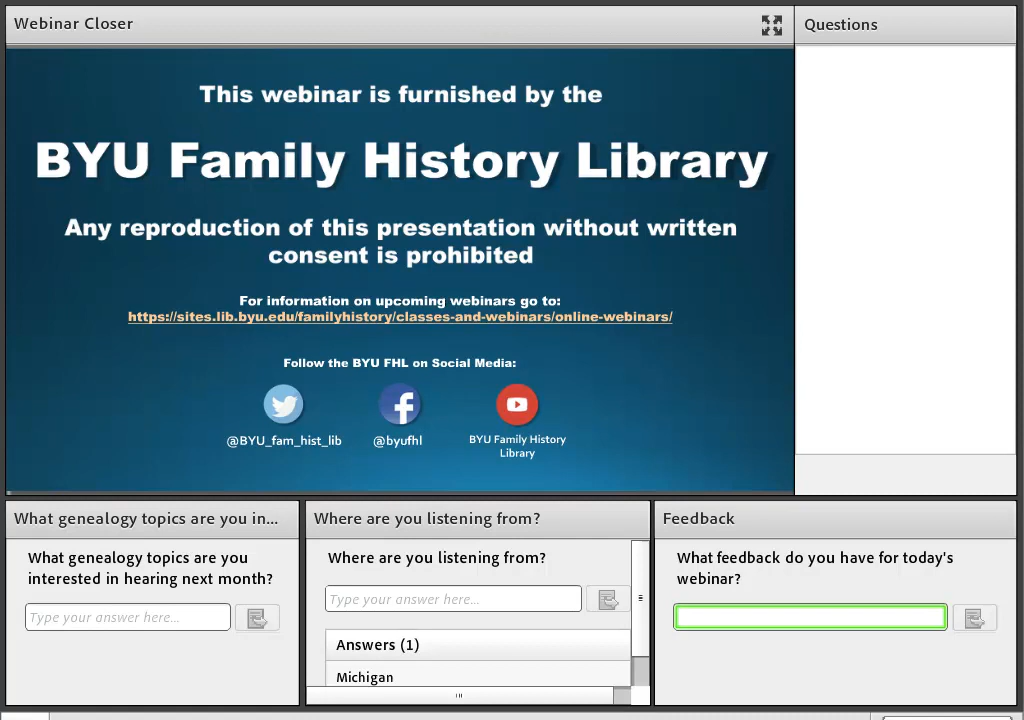 Webinar Closer
Questions
This webinar is furnished by the
BYU Family History Library
Any reproduction of this presentation without written
consent is prohibited
For information on upcoming webinars go to:
https://sites.lib.byu.edu/familyhistory/classes-and-webinars/online-webinars/
Follow the BYU FHL on Social Media:
@BYU_fam_hist_lib
@byufhl
BYU Family History
Library
What genealogy topics are you in...
What genealogy topics are you
interested in hearing next month?
Type your answer here...
Where are you listening from?
Where are you listening from?
Type your answer here...
Answers (1)
Michigan
Feedback
What feedback do you have for today's
webinar?